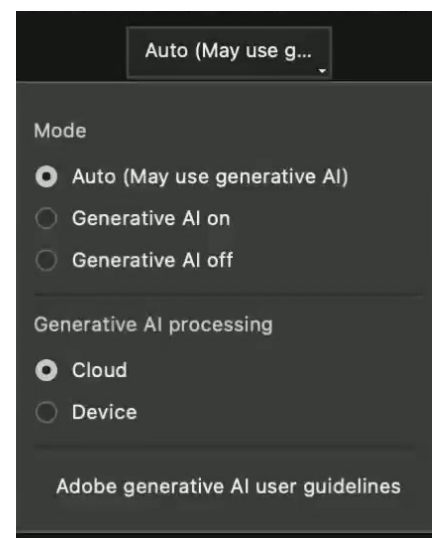 Auto (May use g...
Mode
Auto (May use generative AI)
Generative AI on
Generative AI off
Generative AI processing
Cloud
Device
Adobe generative AI user guidelines